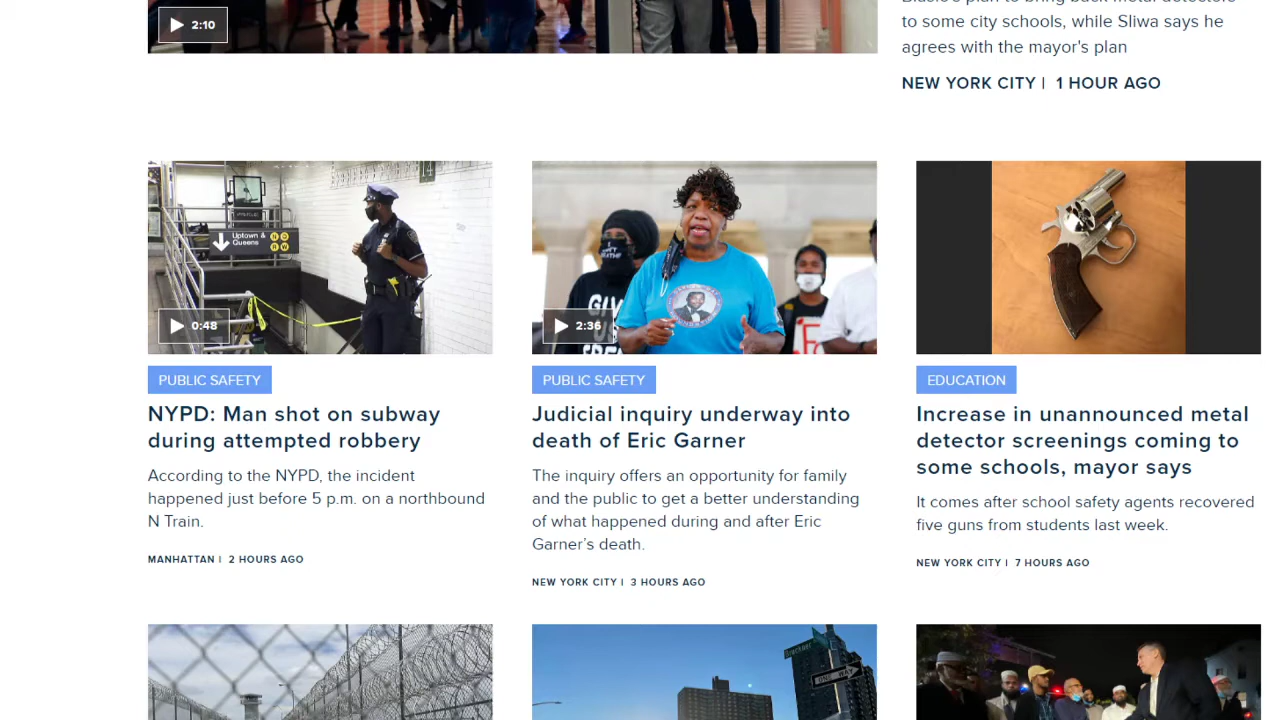 to some city schools, while Sliwa says he
agrees with the mayor's plan
NEW YORK CITY | 1 HOUR AGO
2:10
14
Uptown &
Queens
N Q
R W
0:48
2:36
PUBLIC SAFETY
NYPD: Man shot on subway
during attempted robbery
According to the NYPD, the incident
happened just before 5 p.m. on a northbound
N Train.
MANHATTAN | 2 HOURS AGO
PUBLIC SAFETY
Judicial inquiry underway into
death of Eric Garner
The inquiry offers an opportunity for family
and the public to get a better understanding
of what happened during and after Eric
Garner’s death.
NEW YORK CITY | 3 HOURS AGO
EDUCATION
Increase in unannounced metal
detector screenings coming to
some schools, mayor says
It comes after school safety agents recovered
five guns from students last week.
NEW YORK CITY | 7 HOURS AGO
Bruckner
ONE WAY